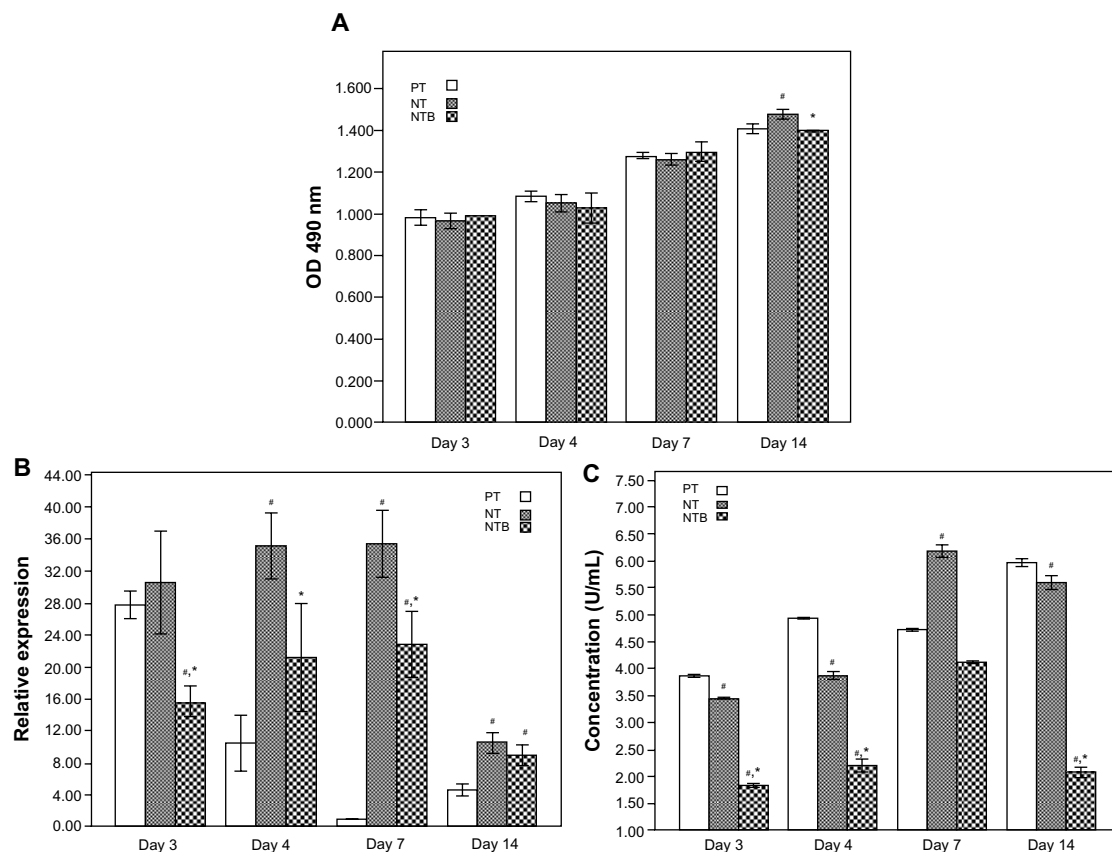 A
PT
NT
NTB
OD 490 nm
1.600
1.400
1.200
1.000
0.800
0.600
0.400
0.200
0.000
#
*
Day 3 Day 4 Day 7 Day 14
B
PT
NT
NTB
Relative expression
44.00
40.00
36.00
32.00
28.00
24.00
20.00
16.00
12.00
8.00
4.00
0.00
#,*
#
*
#
#,*
#
#
Day 3 Day 4 Day 7 Day 14
C
PT
NT
NTB
Concentration (U/mL)
7.50
7.00
6.50
6.00
5.50
5.00
4.50
4.00
3.50
3.00
2.50
2.00
1.50
1.00
#
#,*
#
#,*
#
#
#,*
Day 3 Day 4 Day 7 Day 14